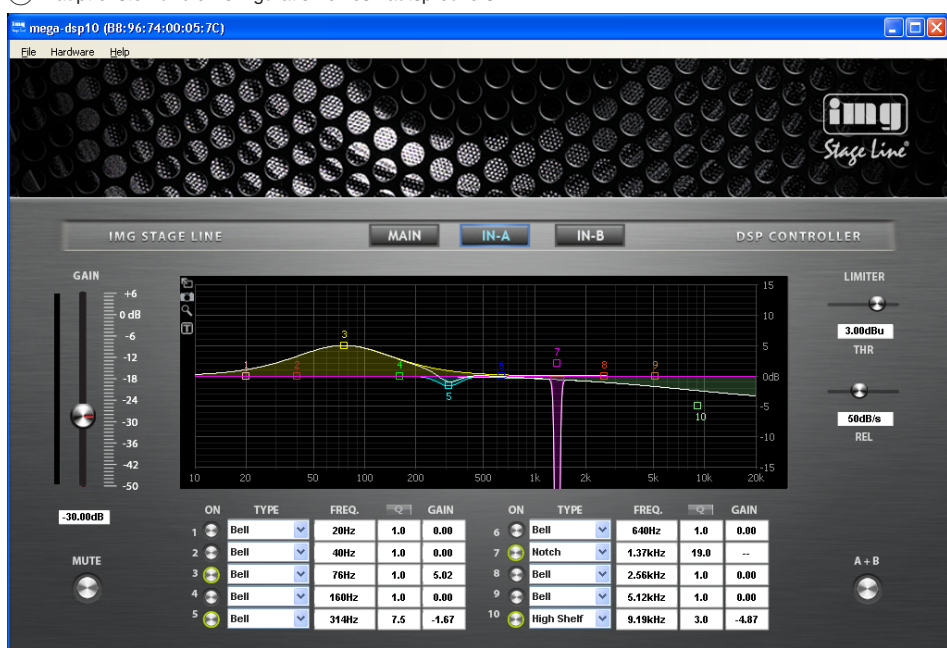 mega-dsp10 (B8:96:74:00:05:7C)
File Hardware Help
img
Stage Line®
IMG STAGE LINE
MAIN
IN-A
IN-B
DSP CONTROLLER
GAIN
+6
0 dB
-6
-12
-18
-24
-30
-36
-42
-50
-30.00dB
MUTE
T
15
10
5
0dB
-5
-10
-15
10 20 50 100 200 500 1k 2k 5k 10k 20k
1 2 3 4 5 6 7 8 9 10
LIMITER
3.00dBu
THR
50dB/s
REL
A+B
ON TYPE FREQ. Q GAIN
1 Bell 20Hz 1.0 0.00
2 Bell 40Hz 1.0 0.00
3 Bell 76Hz 1.0 5.02
4 Bell 160Hz 1.0 0.00
5 Bell 314Hz 7.5 -1.67
ON TYPE FREQ. Q GAIN
6 Bell 640Hz 1.0 0.00
7 Notch 1.37kHz 19.0 --
8 Bell 2.56kHz 1.0 0.00
9 Bell 5.12kHz 1.0 0.00
10 High Shelf 9.19kHz 3.0 -4.87